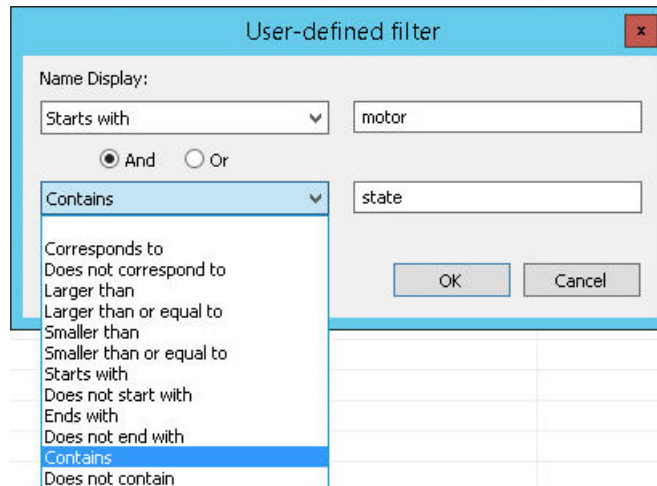 User-defined filter
x
Name Display:
Starts with
motor
And
Or
Contains
state
Corresponds to
Does not correspond to
Larger than
Larger than or equal to
Smaller than
Smaller than or equal to
Starts with
Does not start with
Ends with
Does not end with
Contains
Does not contain
OK
Cancel